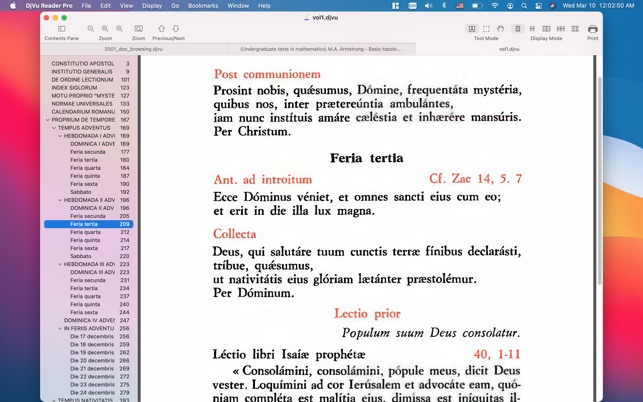 DjVu Reader Pro File Edit View Go Bookmarks Window Help
Wed Mar 10 12:02:50 AM
vol1.djvu
Contents Pane Zoom Zoom Previous/Next Tool Mode Display Mode Print
2001_doc_browsing.djvu
(Undergraduate texts in mathematics) M.A. Armstrong - Basic topolo...
vol1.djvu
CONSTITUTIO APOSTOL 3
INSTITUTIO GENERALIS 9
DE ORDINE LECTIONUM 101
INDEX SIGLORUM 123
MOTU PROPRIO "MYSTE 127
NORMAE UNIVERSALES 133
CALENDARIUM ROMANU 151
PROPRIUM DE TEMPORE 167
TEMPUS ADVENTUS 169
HEBDOMADA I ADVI 169
DOMINICA I ADVE 169
Feria secunda 177
Feria tertia 180
Feria quarta 184
Feria quinta 187
Feria sexta 190
Sabbato 192
HEBDOMADA II ADV 196
DOMINICA II ADV 196
Feria secunda 205
Feria tertia 209
Feria quarta 212
Feria quinta 214
Feria sexta 217
Sabbato 220
HEBDOMADA III ADV 223
DOMINICA III ADV 223
Feria secunda 231
Feria tertia 234
Feria quarta 237
Feria quinta 240
Feria sexta 244
DOMINICA IV ADVEN 247
IN FERIIS ADVENTU 256
Die 17 decembris 256
Die 18 decembris 259
Die 19 decembris 262
Die 20 decembris 266
Die 21 decembris 269
Die 22 decembris 272
Die 23 decembris 275
Die 24 decembris 279
TEMPUS NATIVITATIS 283
Post communionem
Prosint nobis, quǽsumus, Dómine, frequentáta mystéria,
quibus nos, inter prætereúntia ambulántes,
iam nunc instítuis amáre cæléstia et inhærére mansúris.
Per Christum.
Feria tertia
Ant. ad introitum Cf. Zac 14, 5. 7
Ecce Dóminus véniet, et omnes sancti eius cum eo;
et erit in die illa lux magna.
Collecta
Deus, qui salutáre tuum cunctis terræ fínibus declarásti,
tríbue, quǽsumus,
ut nativitátis eius glóriam lætánter præstolémur.
Per Dóminum.
Lectio prior
Populum suum Deus consolatur.
Léctio libri Isaíæ prophétæ 40, 1-11
« Consolámini, consolámini, pópule meus, dicit Deus
vester. Loquímini ad cor Ierúsalem et advocáte eam, quó-
niam compléta est malítia eius, dimíssa est iníquitas il-